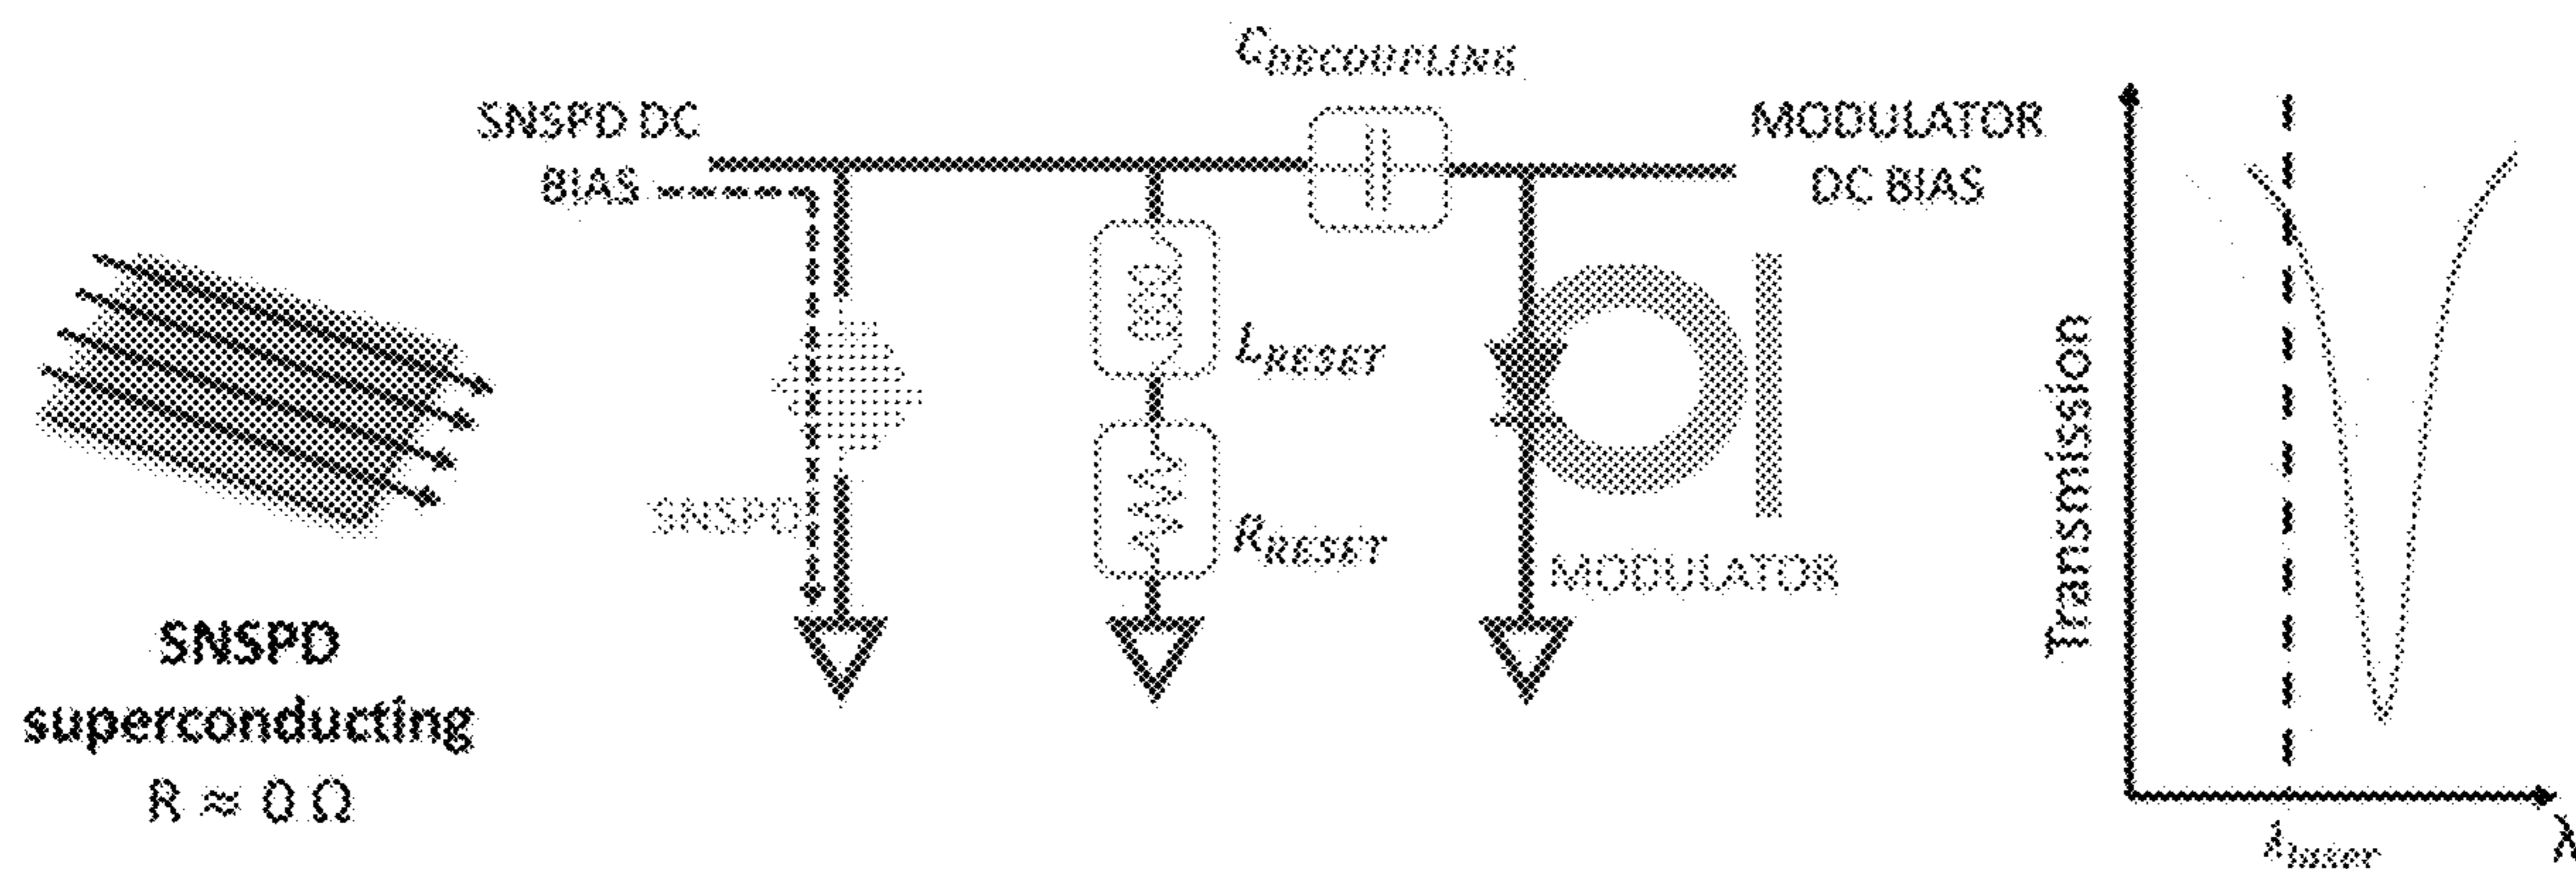 C_DECOUPLING
SNSPD DC
BIAS
MODULATOR
DC BIAS
L_RESET
R_RESET
SNSPD
MODULATOR
SNSPD
superconducting
R ≈ 0 Ω
Transmission
λ_laser
λ